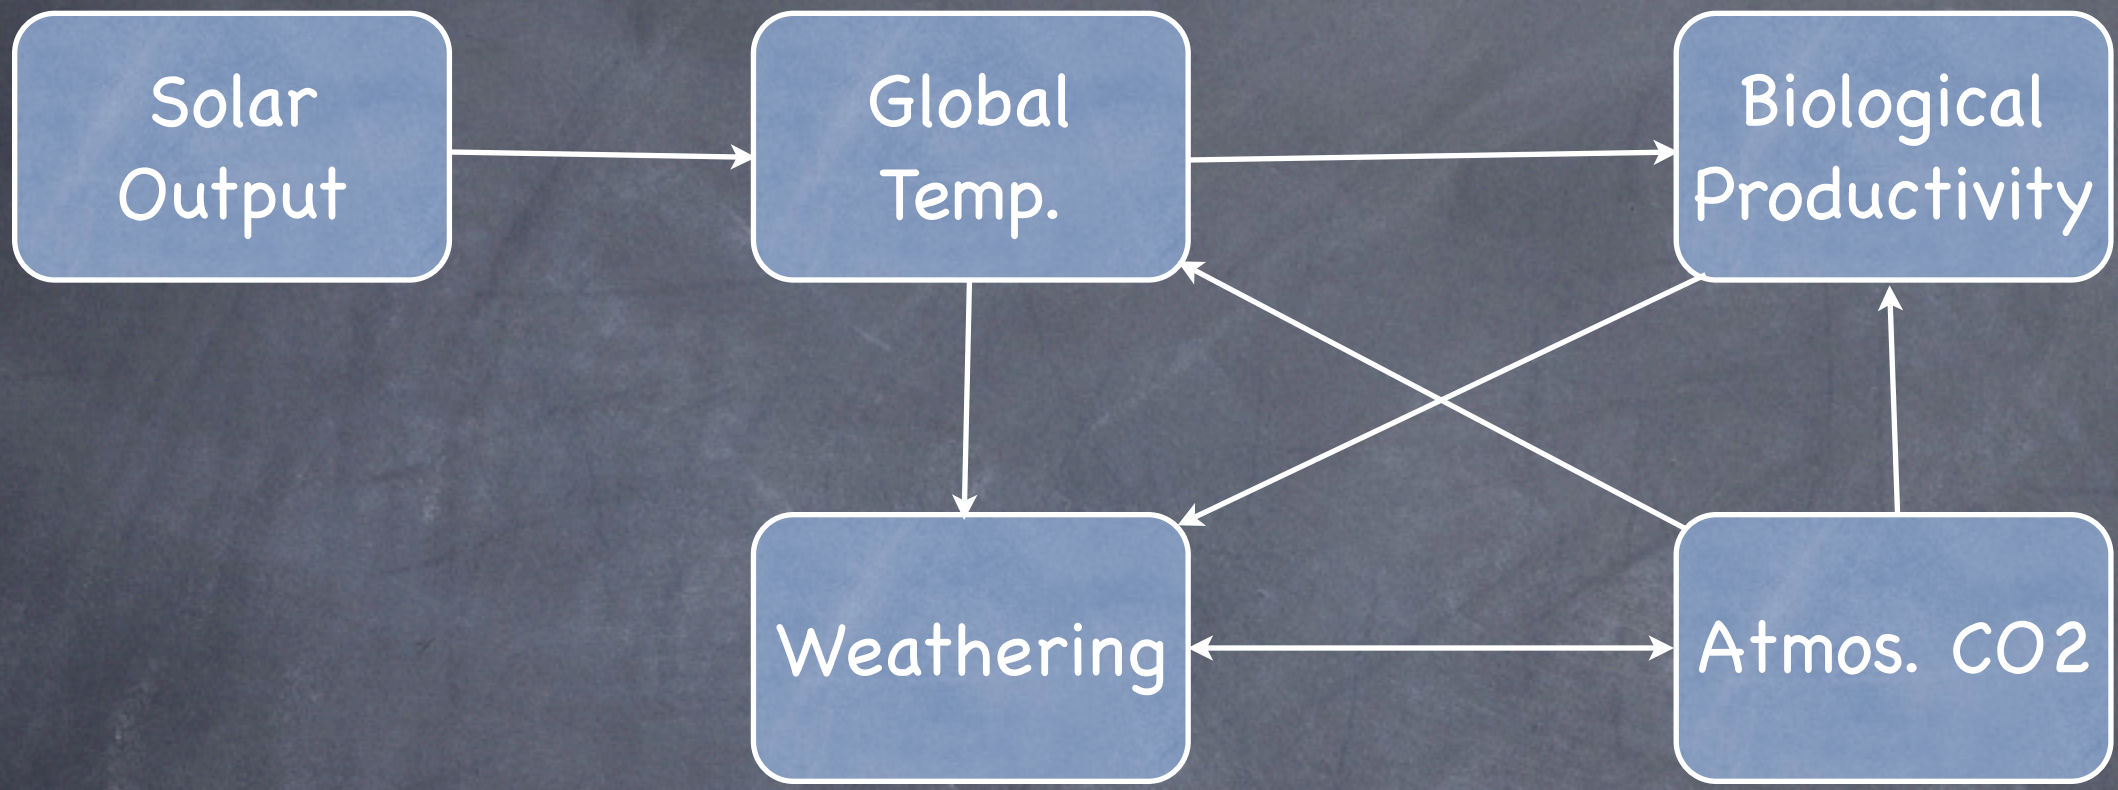 Solar
Output
Global
Temp.
Biological
Productivity
Weathering
Atmos. CO2